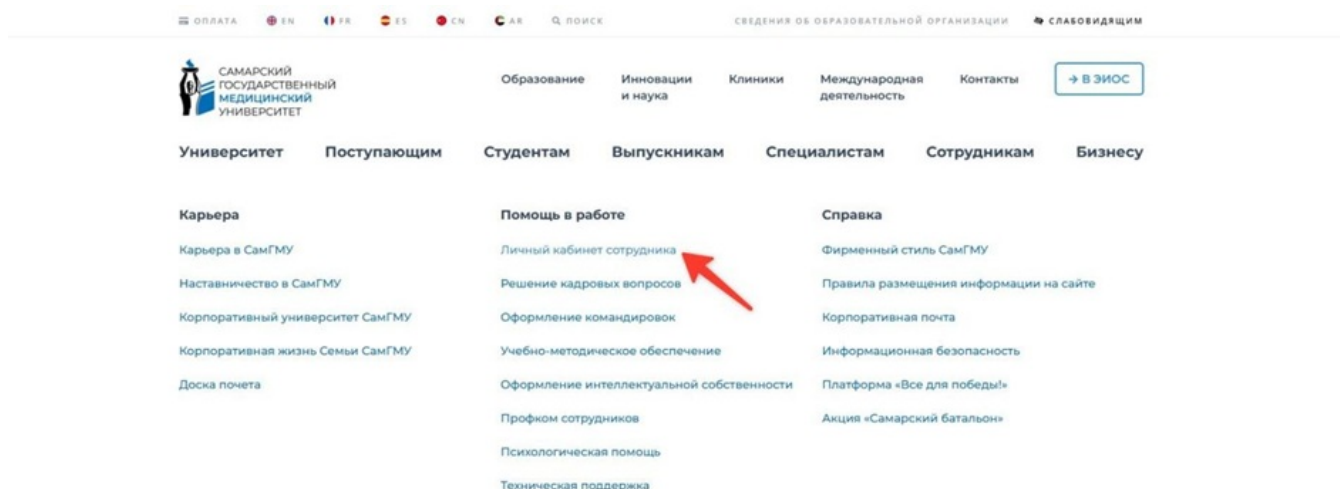 ОПЛАТА EN FR ES CN AR ПОИСК СВЕДЕНИЯ ОБ ОБРАЗОВАТЕЛЬНОЙ ОРГАНИЗАЦИИ СЛАБОВИДЯЩИМ
САМАРСКИЙ
ГОСУДАРСТВЕННЫЙ
МЕДИЦИНСКИЙ
УНИВЕРСИТЕТ
Образование
Инновации
и наука
Клиники
Международная
деятельность
Контакты
→ В ЭИОС
Университет Поступающим Студентам Выпускникам Специалистам Сотрудникам Бизнесу
Карьера
Карьера в СамГМУ
Наставничество в СамГМУ
Корпоративный университет СамГМУ
Корпоративная жизнь Семьи СамГМУ
Доска почета
Помощь в работе
Личный кабинет сотрудника
Решение кадровых вопросов
Оформление командировок
Учебно-методическое обеспечение
Оформление интеллектуальной собственности
Профком сотрудников
Психологическая помощь
Техническая поддержка
Справка
Фирменный стиль СамГМУ
Правила размещения информации на сайте
Корпоративная почта
Информационная безопасность
Платформа «Все для победы!»
Акция «Самарский батальон»